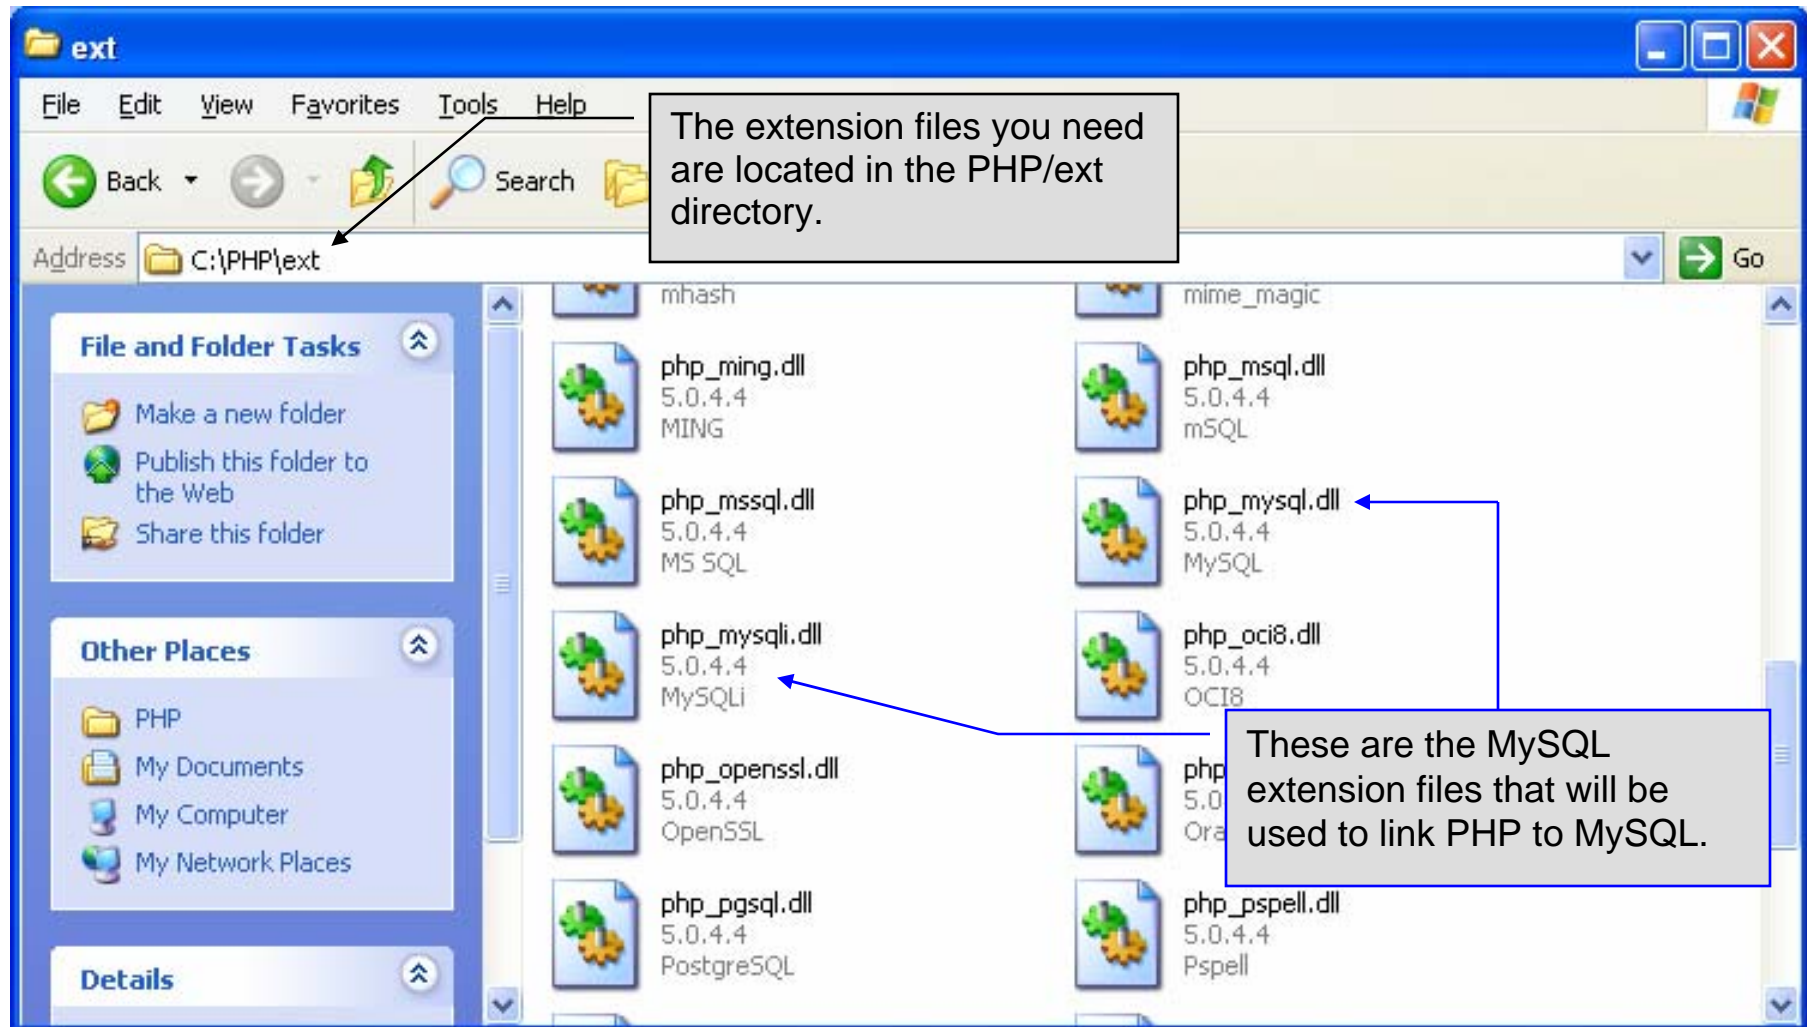 ext
File Edit View Favorites Tools Help
The extension files you need
are located in the PHP/ext
directory.
Back Search
Address C:\PHP\ext Go
mhash mime_magic
File and Folder Tasks
Make a new folder
Publish this folder to
the Web
Share this folder
Other Places
PHP
My Documents
My Computer
My Network Places
Details
php_ming.dll
5.0.4.4
MING
php_msql.dll
5.0.4.4
mSQL
php_mssql.dll
5.0.4.4
MS SQL
php_mysql.dll
5.0.4.4
MySQL
php_mysqli.dll
5.0.4.4
MySQLi
php_oci8.dll
5.0.4.4
OCI8
php_openssl.dll
5.0.4.4
OpenSSL
php
5.0
Ora
These are the MySQL
extension files that will be
used to link PHP to MySQL.
php_pgsql.dll
5.0.4.4
PostgreSQL
php_pspell.dll
5.0.4.4
Pspell